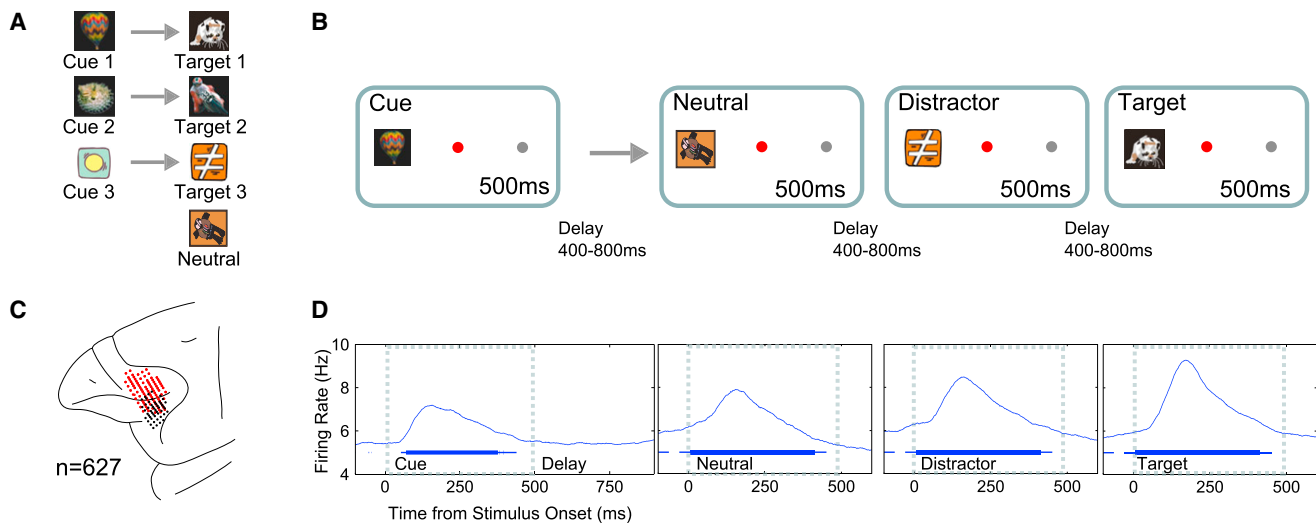 A
Cue 1
Target 1
Cue 2
Target 2
Cue 3
Target 3
Neutral
B
Cue
500ms
Delay
400-800ms
Neutral
500ms
Delay
400-800ms
Distractor
500ms
Delay
400-800ms
Target
500ms
C
n=627
D
Firing Rate (Hz)
10
8
6
4
Cue
Delay
Neutral
Distractor
Target
0 250 500 750
0 250 500
0 250 500
0 250 500
Time from Stimulus Onset (ms)